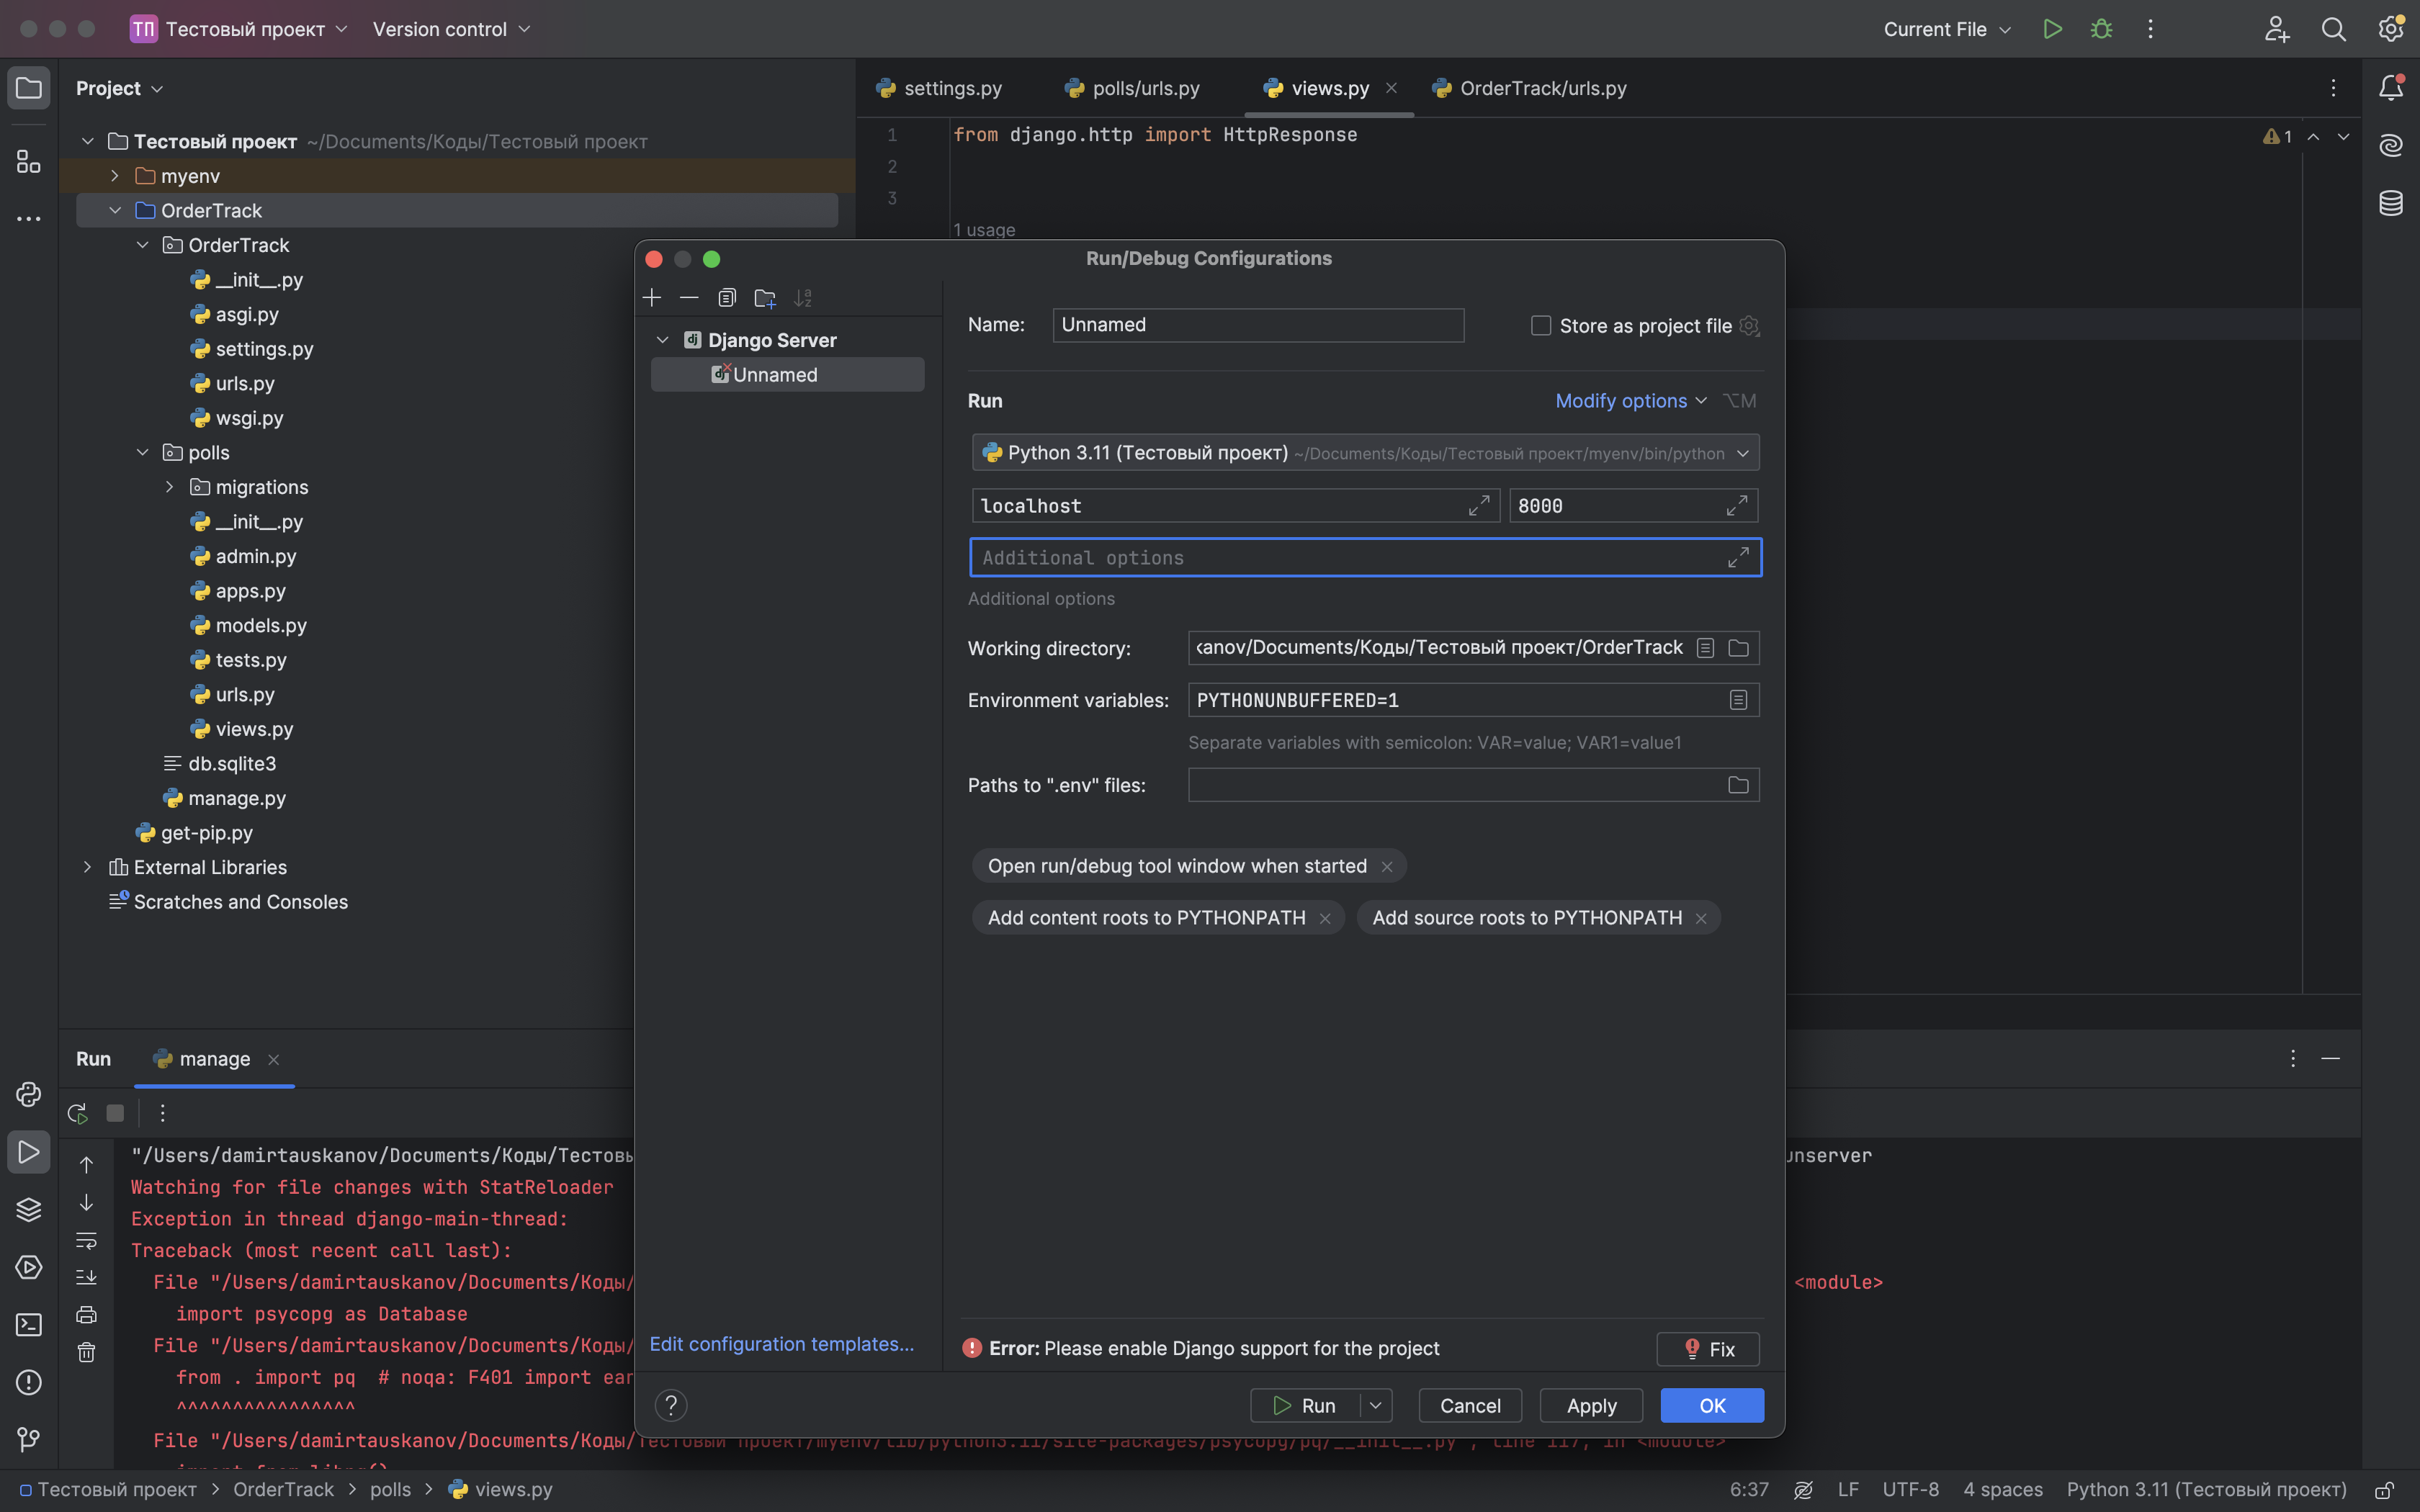 ТП Тестовый проект Version control Current File
Project
settings.py polls/urls.py views.py OrderTrack/urls.py
Тестовый проект ~/Documents/Коды/Тестовый проект
myenv
OrderTrack
OrderTrack
__init__.py
asgi.py
settings.py
urls.py
wsgi.py
polls
migrations
__init__.py
admin.py
apps.py
models.py
tests.py
urls.py
views.py
db.sqlite3
manage.py
get-pip.py
External Libraries
Scratches and Consoles
1 from django.http import HttpResponse
2
3
1 usage
1
Run/Debug Configurations
Django Server
Unnamed
Edit configuration templates...
Name: Unnamed Store as project file
Run Modify options ⌥M
Python 3.11 (Тестовый проект) ~/Documents/Коды/Тестовый проект/myenv/bin/python
localhost 8000
Additional options
Additional options
Working directory: kanov/Documents/Коды/Тестовый проект/OrderTrack
Environment variables: PYTHONUNBUFFERED=1
Separate variables with semicolon: VAR=value; VAR1=value1
Paths to ".env" files:
Open run/debug tool window when started
Add content roots to PYTHONPATH Add source roots to PYTHONPATH
Error: Please enable Django support for the project Fix
? Run Cancel Apply OK
Run manage
"/Users/damirtauskanov/Documents/Коды/Тестовы unserver
Watching for file changes with StatReloader
Exception in thread django-main-thread:
Traceback (most recent call last):
File "/Users/damirtauskanov/Documents/Коды/ <module>
import psycopg as Database
File "/Users/damirtauskanov/Documents/Коды/
from . import pq # noqa: F401 import ear
^^^^^^^^^^^^^^^^
File "/Users/damirtauskanov/Documents/Коды/Тестовый проект/myenv/lib/python3.11/site-packages/psycopg/pq/__init__.py", line 117, in <module>
import_from_libpq()
Тестовый проект > OrderTrack > polls > views.py
6:37 LF UTF-8 4 spaces Python 3.11 (Тестовый проект)